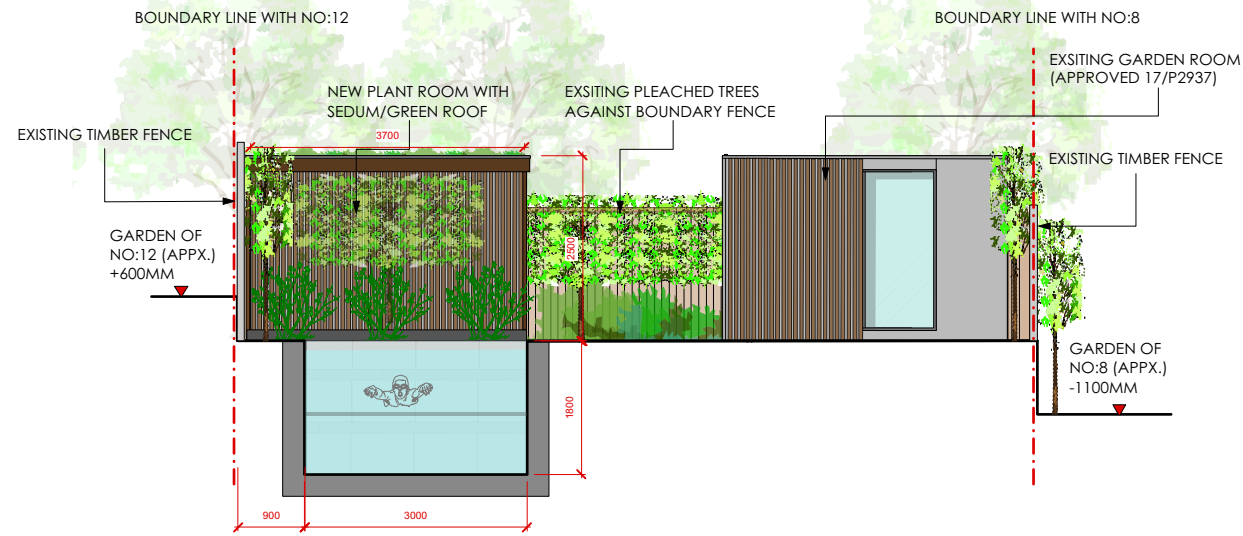 BOUNDARY LINE WITH NO:12
BOUNDARY LINE WITH NO:8
EXSITING GARDEN ROOM
(APPROVED 17/P2937)
NEW PLANT ROOM WITH
SEDUM/GREEN ROOF
EXSITING PLEACHED TREES
AGAINST BOUNDARY FENCE
EXISTING TIMBER FENCE
3700
EXISTING TIMBER FENCE
GARDEN OF
NO:12 (APPX.)
+600MM
2500
GARDEN OF
NO:8 (APPX.)
-1100MM
1800
900
3000